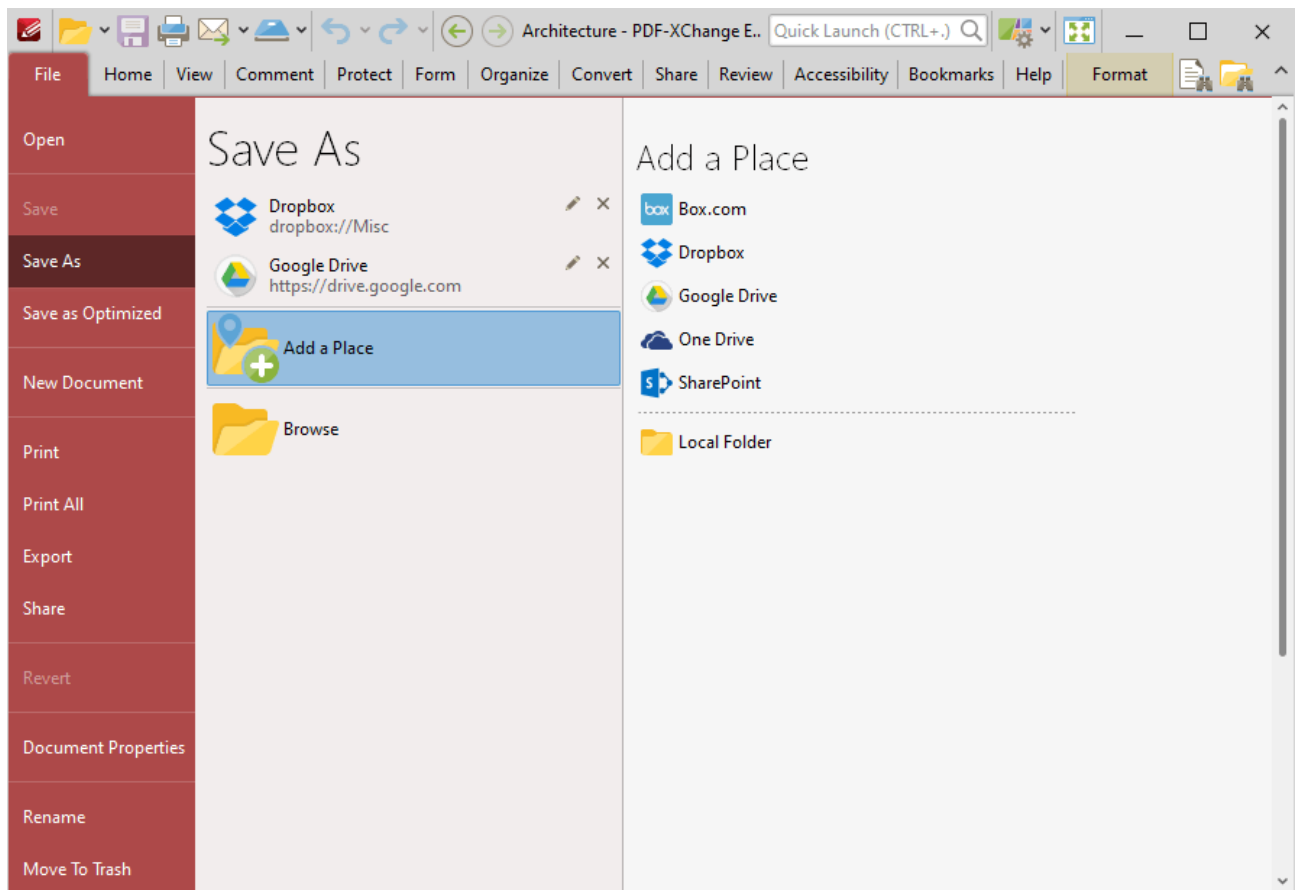 Architecture - PDF-XChange E..
Quick Launch (CTRL+.)
File Home View Comment Protect Form Organize Convert Share Review Accessibility Bookmarks Help Format
Open
Save
Save As
Save as Optimized
New Document
Print
Print All
Export
Share
Revert
Document Properties
Rename
Move To Trash
Save As
Dropbox
dropbox://Misc
Google Drive
https://drive.google.com
Add a Place
Browse
Add a Place
box Box.com
Dropbox
Google Drive
One Drive
S SharePoint
Local Folder